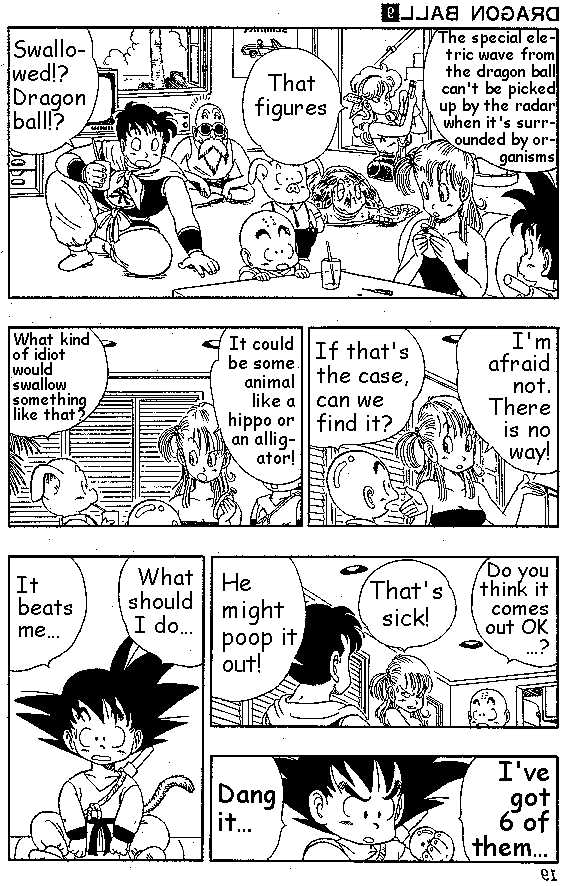 DRAGON BALL
Swallo-
wed!?
Dragon
ball!?
That
figures
The special elec-
tric wave from
the dragon ball
can't be picked
up by the radar
when it's surr-
ounded by or-
ganisms
What kind
of idiot
would
swallow
something
like that?
It could
be some
animal
like a
hippo or
an allig-
ator!
If that's
the case,
can we
find it?
I'm
afraid
not.
There
is no
way!
It
beats
me...
What
should
I do...
He
might
poop it
out!
That's
sick!
Do you
think it
comes
out OK
...?
Dang
it...
I've
got
6 of
them...
19